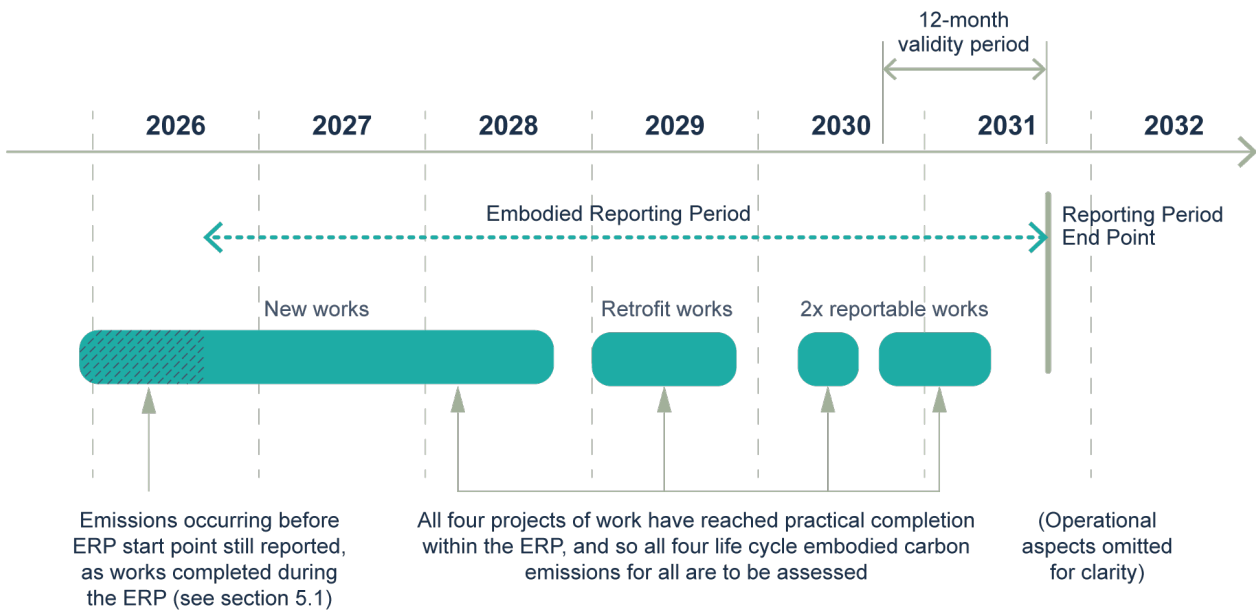 12-month
validity period
2026 2027 2028 2029 2030 2031 2032
Embodied Reporting Period
Reporting Period
End Point
New works
Retrofit works
2x reportable works
Emissions occurring before
ERP start point still reported,
as works completed during
the ERP (see section 5.1)
All four projects of work have reached practical completion
within the ERP, and so all four life cycle embodied carbon
emissions for all are to be assessed
(Operational
aspects omitted
for clarity)